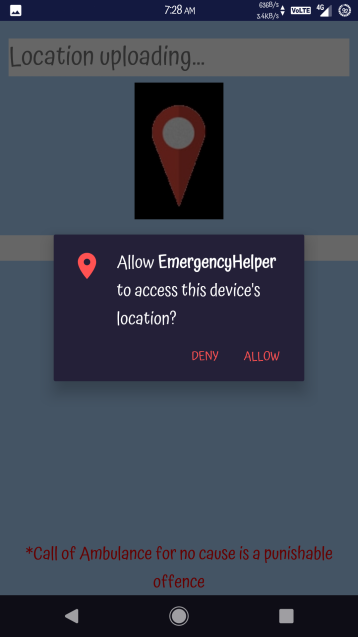 7:28 AM
636B/s
3.4KB/s
VoLTE
4G
Location uploading...
Allow EmergencyHelper
to access this device's
location?
DENY
ALLOW
*Call of Ambulance for no cause is a punishable
offence